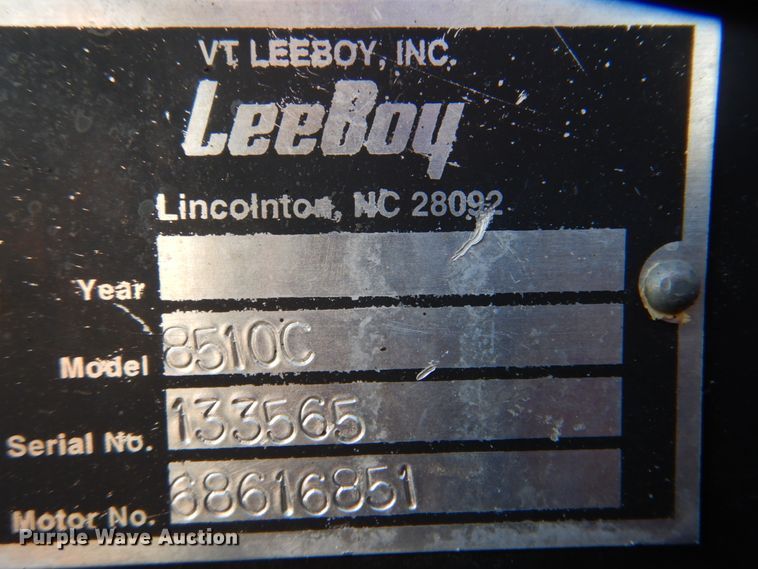 VT LEEBOY, INC.
LeeBoy
Lincolnton, NC 28092
Year
Model 8510C
Serial No. 133565
Motor No. 68616851
Purple Wave Auction